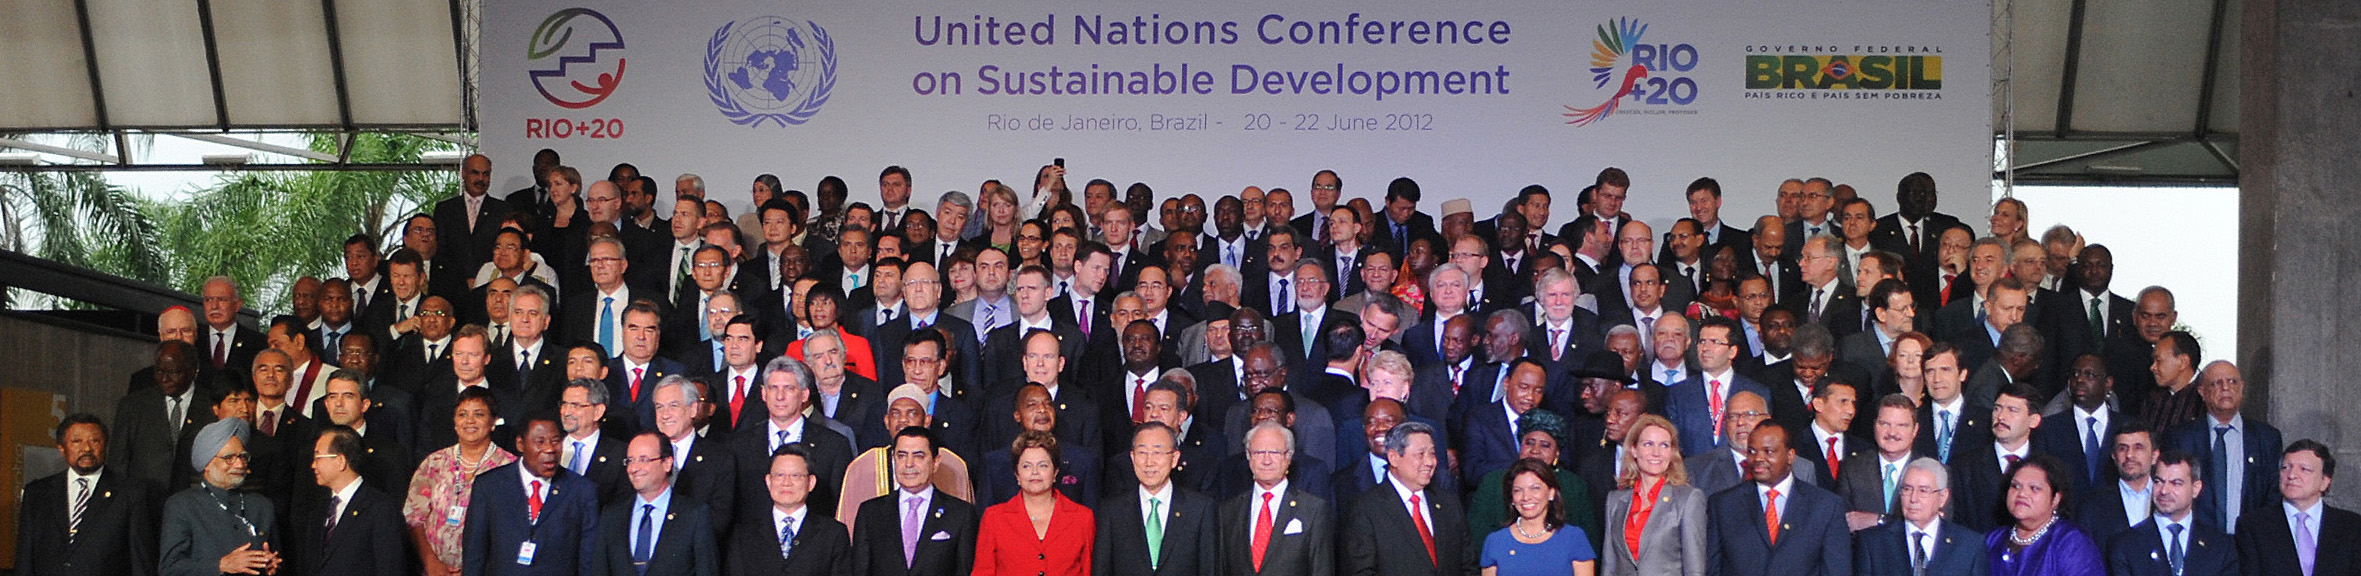 RIO+20
United Nations Conference
on Sustainable Development
Rio de Janeiro, Brazil - 20 - 22 June 2012
RIO
+20
GOVERNO FEDERAL
BRASIL
PAÍS RICO É PAÍS SEM POBREZA
5